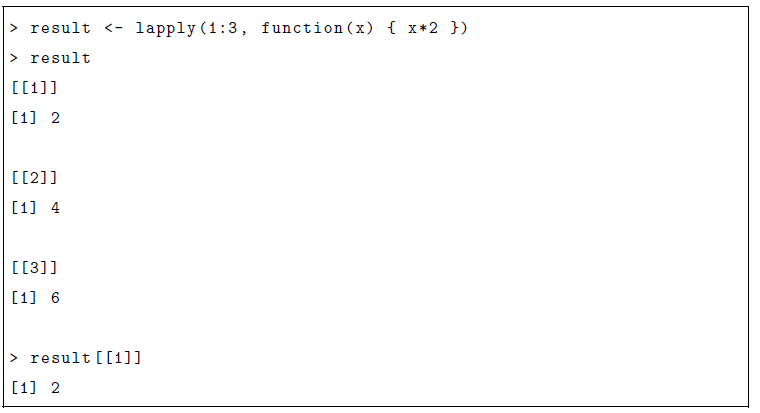 > result <- lapply(1:3, function(x) { x*2 })
> result
[[1]]
[1] 2
[[2]]
[1] 4
[[3]]
[1] 6
> result[[1]]
[1] 2